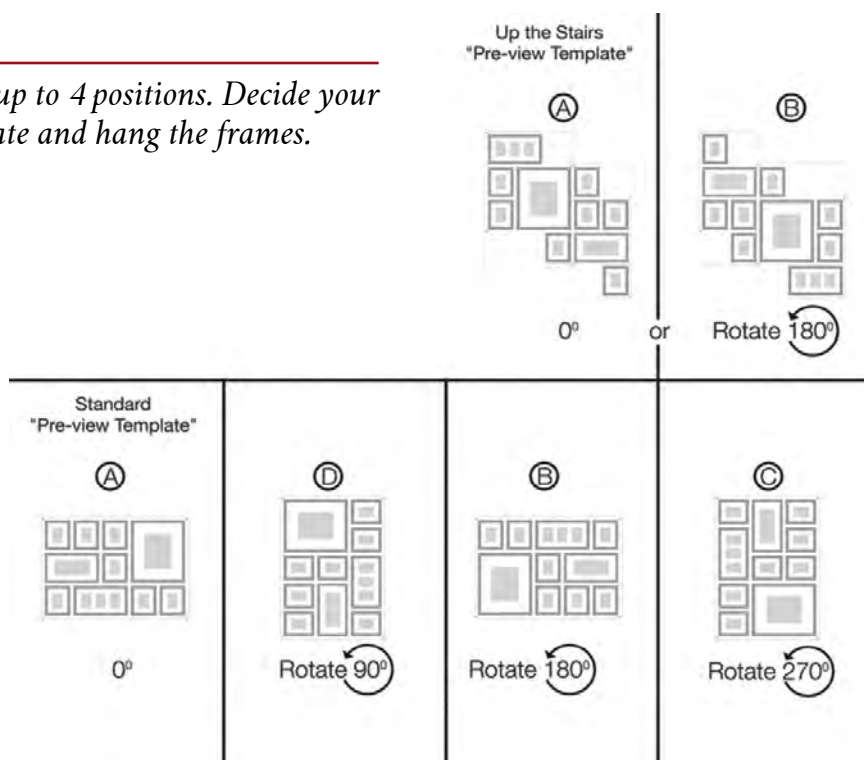 up to 4 positions. Decide your
ate and hang the frames.
Up the Stairs
"Pre-view Template"
A
B
0º
or
Rotate 180º
Standard
"Pre-view Template"
A
D
B
C
0º
Rotate 90º
Rotate 180º
Rotate 270º